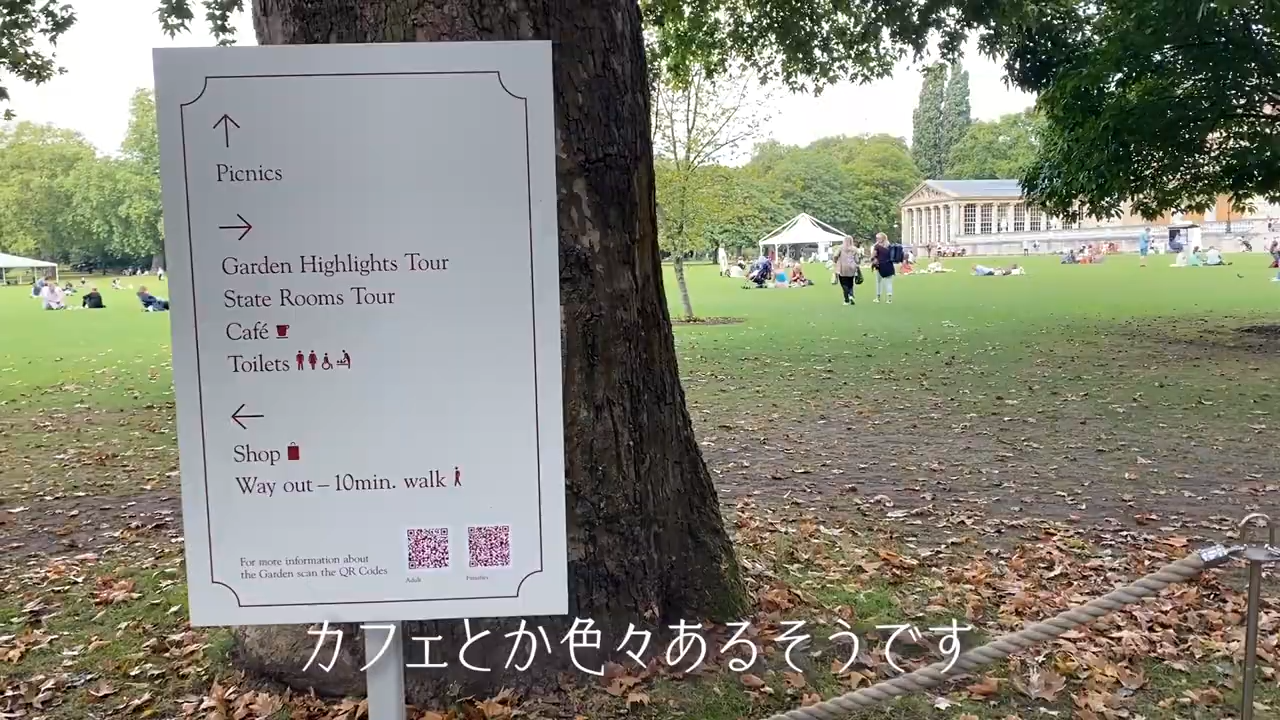 Picnics
Garden Highlights Tour
State Rooms Tour
Café
Toilets
Shop
Way out – 10min. walk
For more information about
the Garden scan the QR Codes
Adult
Families
カフェとか色々あるそうです